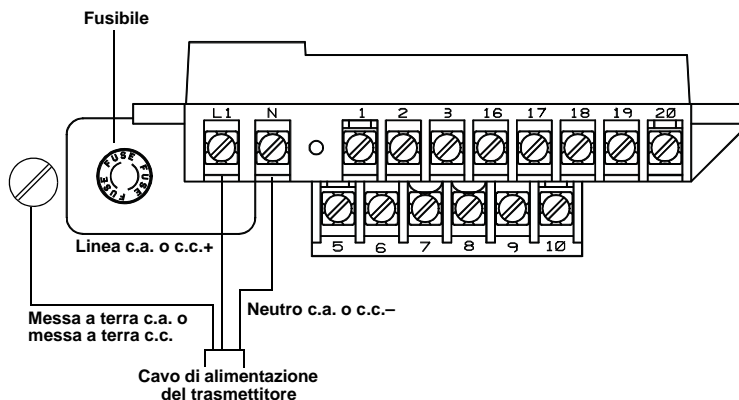 Fusibile
L1 N 1 2 3 16 17 18 19 20
FUSE FUSE FUSE FUSE
5 6 7 8 9 10
Linea c.a. o c.c.+
Messa a terra c.a. o
messa a terra c.c.
Neutro c.a. o c.c.–
Cavo di alimentazione
del trasmettitore